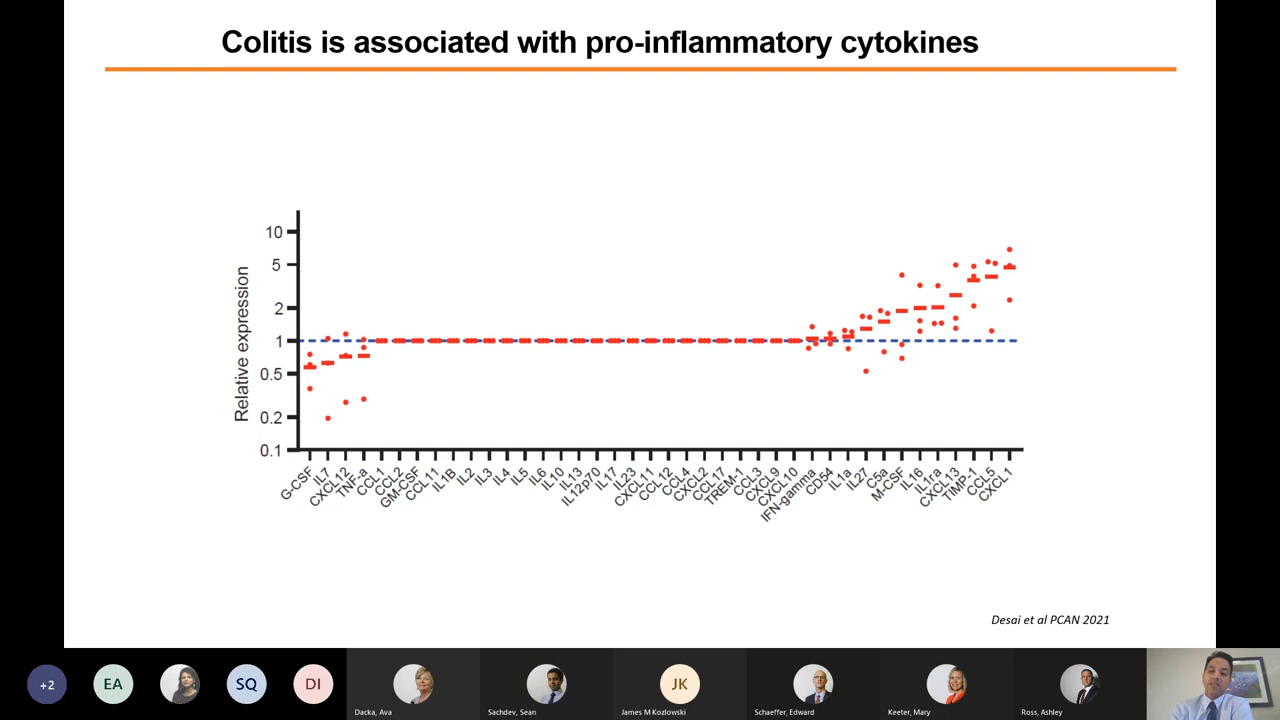 Colitis is associated with pro-inflammatory cytokines
Relative expression
10
5
2
1
0.5
0.2
0.1
G-CSF
IL7
CXCL12
TNF-a
CCL1
CCL2
GM-CSF
CCL11
IL1B
IL2
IL3
IL4
IL5
IL6
IL10
IL13
IL12p70
IL17
IL23
CXCL11
CCL12
CCL4
CXCL2
CCL17
TREM-1
CCL3
CXCL9
CXCL10
IFN-gamma
CD54
IL1a
IL27
C5a
M-CSF
IL16
IL1ra
CXCL13
TIMP-1
CCL5
CXCL1
Desai et al PCAN 2021
+2
EA
SQ
DI
JK
Dacka, Ava
Sachdev, Sean
James M Kozlowski
Schaeffer, Edward
Keeter, Mary
Ross, Ashley